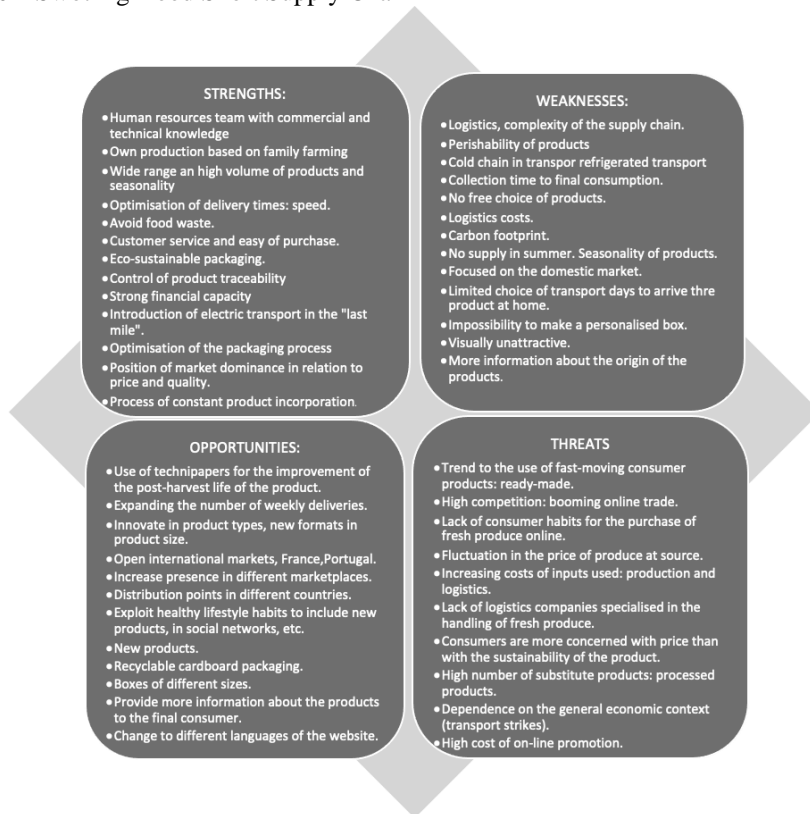 STRENGTHS:
•Human resources team with commercial and
technical knowledge
•Own production based on family farming
•Wide range an high volume of products and
seasonality
•Optimisation of delivery times: speed.
•Avoid food waste.
•Customer service and easy of purchase.
•Eco-sustainable packaging.
•Control of product traceability
•Strong financial capacity
•Introduction of electric transport in the "last
mile".
•Optimisation of the packaging process
•Position of market dominance in relation to
price and quality.
•Process of constant product incorporation.
WEAKNESSES:
•Logistics, complexity of the supply chain.
•Perishability of products
•Cold chain in transpor refrigerated transport
•Collection time to final consumption.
•No free choice of products.
•Logistics costs.
•Carbon footprint.
•No supply in summer. Seasonality of products.
•Focused on the domestic market.
•Limited choice of transport days to arrive thre
product at home.
•Impossibility to make a personalised box.
•Visually unattractive.
•More information about the origin of the
products.
OPPORTUNITIES:
•Use of technipapers for the improvement of
the post-harvest life of the product.
•Expanding the number of weekly deliveries.
•Innovate in product types, new formats in
product size.
•Open international markets, France,Portugal.
•Increase presence in different marketplaces.
•Distribution points in different countries.
•Exploit healthy lifestyle habits to include new
products, in social networks, etc.
•New products.
•Recyclable cardboard packaging.
•Boxes of different sizes.
•Provide more information about the products
to the final consumer.
•Change to different languages of the website.
THREATS
•Trend to the use of fast-moving consumer
products: ready-made.
•High competition: booming online trade.
•Lack of consumer habits for the purchase of
fresh produce online.
•Fluctuation in the price of produce at source.
•Increasing costs of inputs used: production and
logistics.
•Lack of logistics companies specialised in the
handling of fresh produce.
•Consumers are more concerned with price than
with the sustainability of the product.
•High number of substitute products: processed
products.
•Dependence on the general economic context
(transport strikes).
•High cost of on-line promotion.